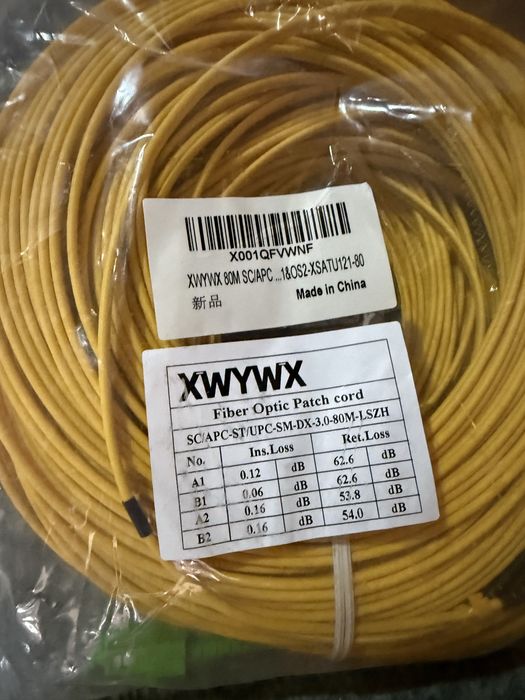 X001QFVWNF
XWYWX 80M SC/APC ...1&OS2-XSATU121-80
新品
Made in China
XWYWX
Fiber Optic Patch cord
SC/APC-ST/UPC-SM-DX-3.0-80M-LSZH
No. Ins.Loss Ret.Loss
A1 0.12 dB 62.6 dB
B1 0.06 dB 62.6 dB
A2 0.16 dB 53.8 dB
B2 0.16 dB 54.0 dB